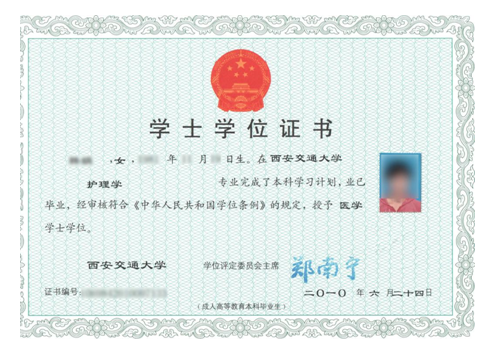 学士学位证书
，女，年 11 月 日生。在 西安交通大学
护理学 专业完成了本科学习计划，业已
毕业，经审核符合《中华人民共和国学位条例》的规定，授予 医学
学士学位。
西安交通大学 学位评定委员会主席 郑南宁
证书编号 二〇一〇 年 六 月二十四日
（成人高等教育本科毕业生）